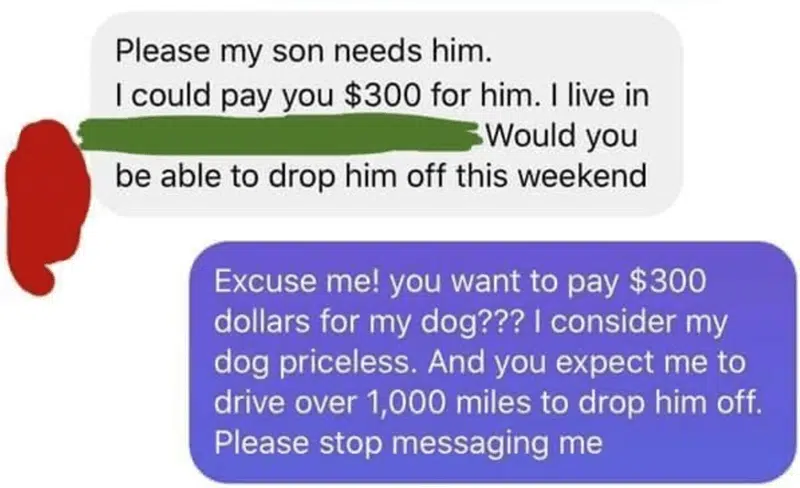 Please my son needs him.
I could pay you $300 for him. I live in
Would you
be able to drop him off this weekend
Excuse me! you want to pay $300
dollars for my dog??? I consider my
dog priceless. And you expect me to
drive over 1,000 miles to drop him off.
Please stop messaging me